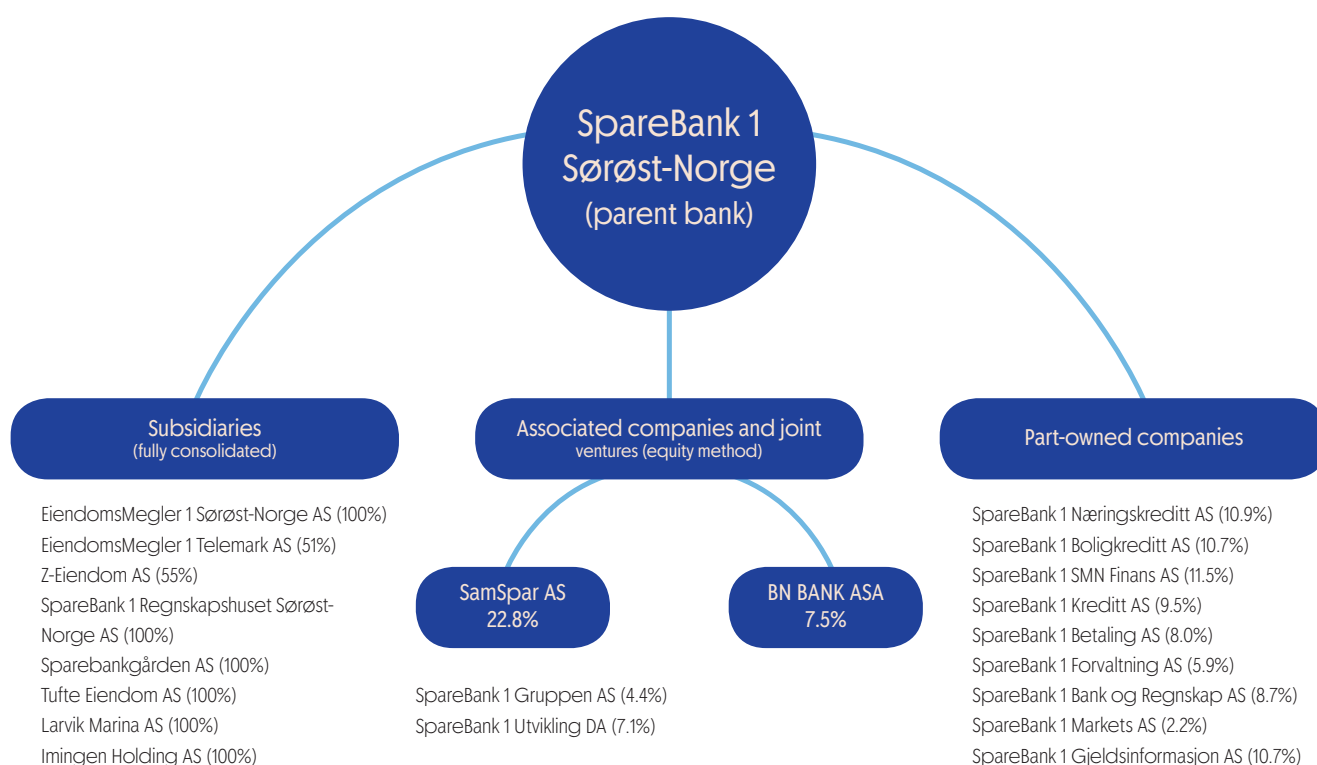 SpareBank 1
Sørøst-Norge
(parent bank)
Subsidiaries
(fully consolidated)
EiendomsMegler 1 Sørøst-Norge AS (100%)
EiendomsMegler 1 Telemark AS (51%)
Z-Eiendom AS (55%)
SpareBank 1 Regnskapshuset Sørøst-
Norge AS (100%)
Sparebankgården AS (100%)
Tufte Eiendom AS (100%)
Larvik Marina AS (100%)
Imingen Holding AS (100%)
Associated companies and joint
ventures (equity method)
SamSpar AS
22.8%
BN BANK ASA
7.5%
SpareBank 1 Gruppen AS (4.4%)
SpareBank 1 Utvikling DA (7.1%)
Part-owned companies
SpareBank 1 Næringskreditt AS (10.9%)
SpareBank 1 Boligkreditt AS (10.7%)
SpareBank 1 SMN Finans AS (11.5%)
SpareBank 1 Kreditt AS (9.5%)
SpareBank 1 Betaling AS (8.0%)
SpareBank 1 Forvaltning AS (5.9%)
SpareBank 1 Bank og Regnskap AS (8.7%)
SpareBank 1 Markets AS (2.2%)
SpareBank 1 Gjeldsinformasjon AS (10.7%)